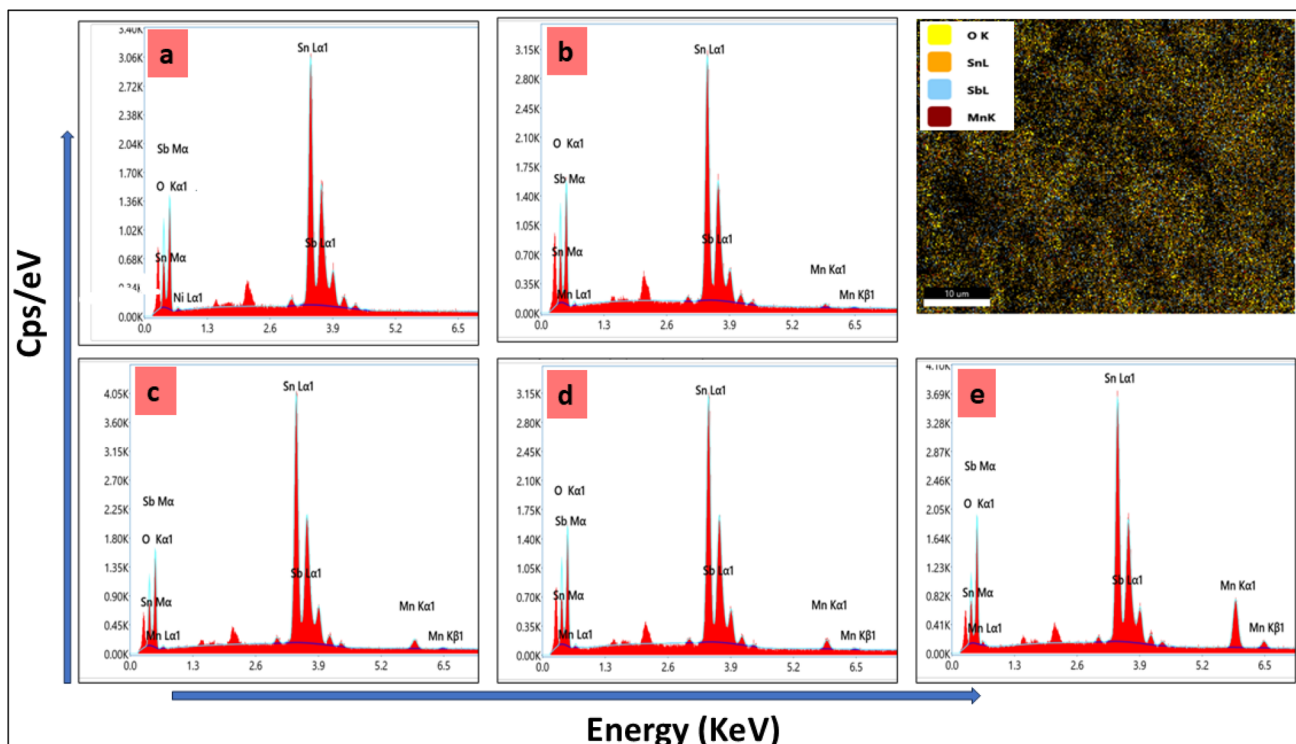 Cps/eV
a
3.40K
3.06K
2.72K
2.38K
2.04K
1.70K
1.36K
1.02K
0.68K
0.00K
Sn Lα1
Sb Mα
O Kα1
Sb Lα1
Sn Mα
Ni Lα1
0.0 1.3 2.6 3.9 5.2 6.5
b
3.15K
2.80K
2.45K
2.10K
1.75K
1.40K
1.05K
0.70K
0.35K
0.00K
Sn Lα1
O Kα1
Sb Mα
Sb Lα1
Sn Mα
Mn Kα1
Mn Lα1
Mn Kβ1
0.0 1.3 2.6 3.9 5.2 6.5
O K
SnL
SbL
MnK
10 um
c
4.05K
3.60K
3.15K
2.70K
2.25K
1.80K
1.35K
0.90K
0.45K
0.00K
Sn Lα1
Sb Mα
O Kα1
Sb Lα1
Sn Mα
Mn Kα1
Mn Lα1
Mn Kβ1
0.0 1.3 2.6 3.9 5.2 6.5
d
3.15K
2.80K
2.45K
2.10K
1.75K
1.40K
1.05K
0.70K
0.35K
0.00K
Sn Lα1
O Kα1
Sb Mα
Sb Lα1
Sn Mα
Mn Kα1
Mn Lα1
Mn Kβ1
0.0 1.3 2.6 3.9 5.2 6.5
e
4.10K
3.69K
3.28K
2.87K
2.46K
2.05K
1.64K
1.23K
0.82K
0.41K
0.00K
Sn Lα1
Sb Mα
O Kα1
Sb Lα1
Sn Mα
Mn Kα1
Mn Lα1
Mn Kβ1
0.0 1.3 2.6 3.9 5.2 6.5
Energy (KeV)